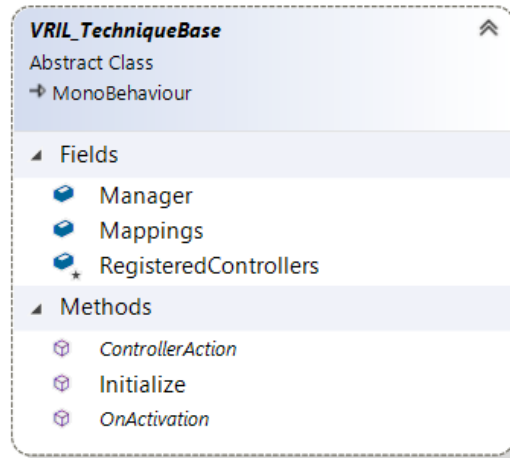 VRIL_TechniqueBase
Abstract Class
MonoBehaviour
Fields
Manager
Mappings
RegisteredControllers
Methods
ControllerAction
Initialize
OnActivation